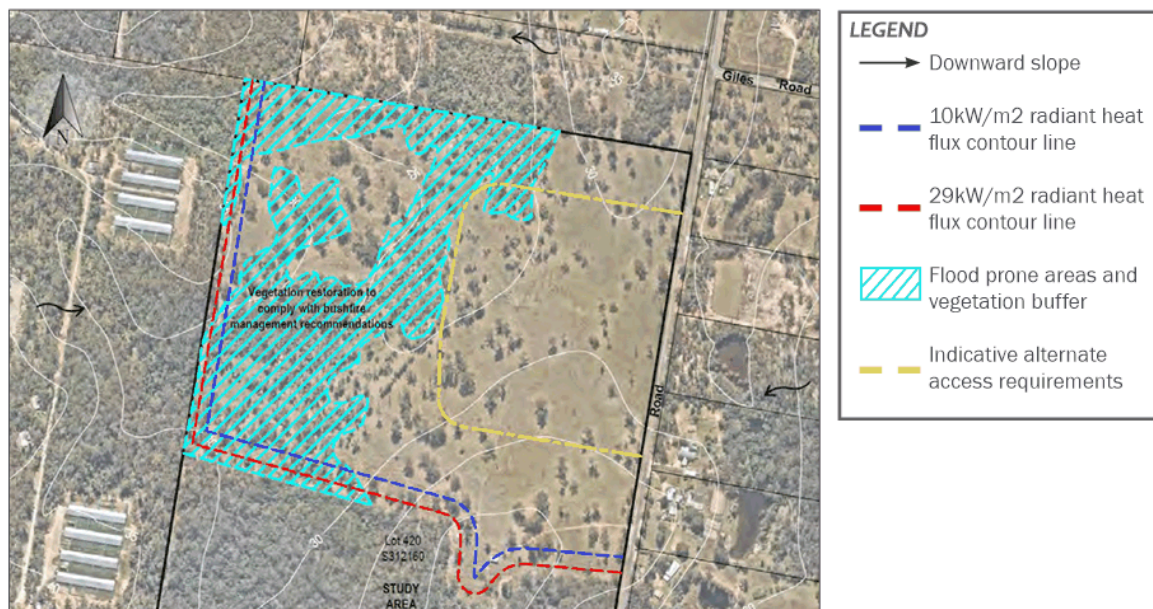 Giles Road
N
Vegetation restoration to
comply with bushfire
management recommendations
Road
30
Lot 420
S312160
STUDY
AREA
LEGEND
Downward slope
10kW/m2 radiant heat
flux contour line
29kW/m2 radiant heat
flux contour line
Flood prone areas and
vegetation buffer
Indicative alternate
access requirements